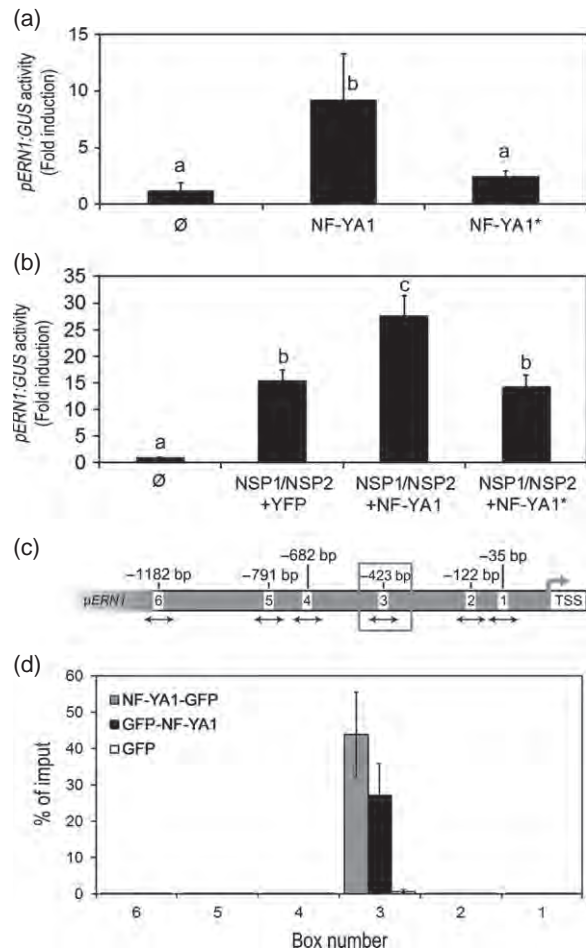 (a)
pERN1:GUS activity
(Fold induction)
15
10
5
0
a
b
a
Ø
NF-YA1
NF-YA1*
(b)
pERN1:GUS activity
(Fold induction)
35
30
25
20
15
10
5
0
a
b
c
b
Ø
NSP1/NSP2
+YFP
NSP1/NSP2
+NF-YA1
NSP1/NSP2
+NF-YA1*
(c)
−1182 bp
−791 bp
−682 bp
−423 bp
−122 bp
−35 bp
pERN1
6
5
4
3
2
1
TSS
(d)
% of imput
60
50
40
30
20
10
0
NF-YA1-GFP
GFP-NF-YA1
GFP
6
5
4
3
2
1
Box number